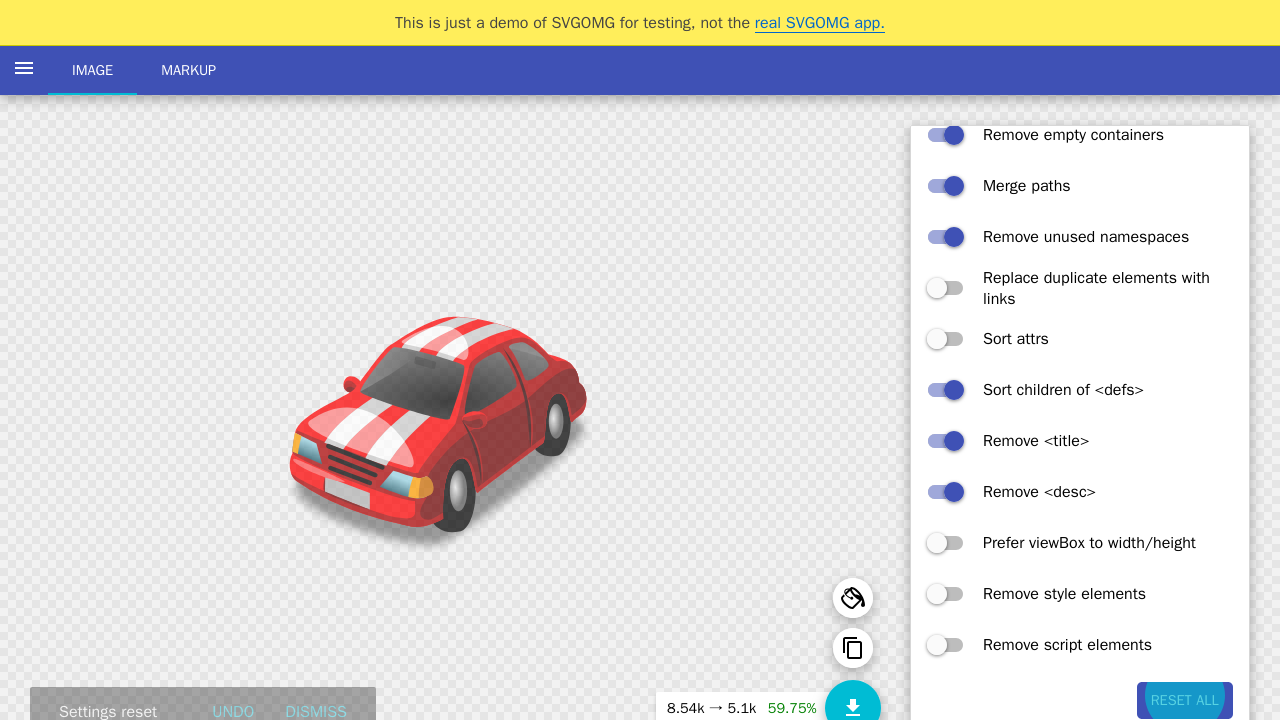 This is just a demo of SVGOMG for testing, not the real SVGOMG app.
IMAGE
MARKUP
Remove empty containers
Merge paths
Remove unused namespaces
Replace duplicate elements with
links
Sort attrs
Sort children of <defs>
Remove <title>
Remove <desc>
Prefer viewBox to width/height
Remove style elements
Remove script elements
RESET ALL
Settings reset
UNDO
DISMISS
8.54k → 5.1k 59.75%